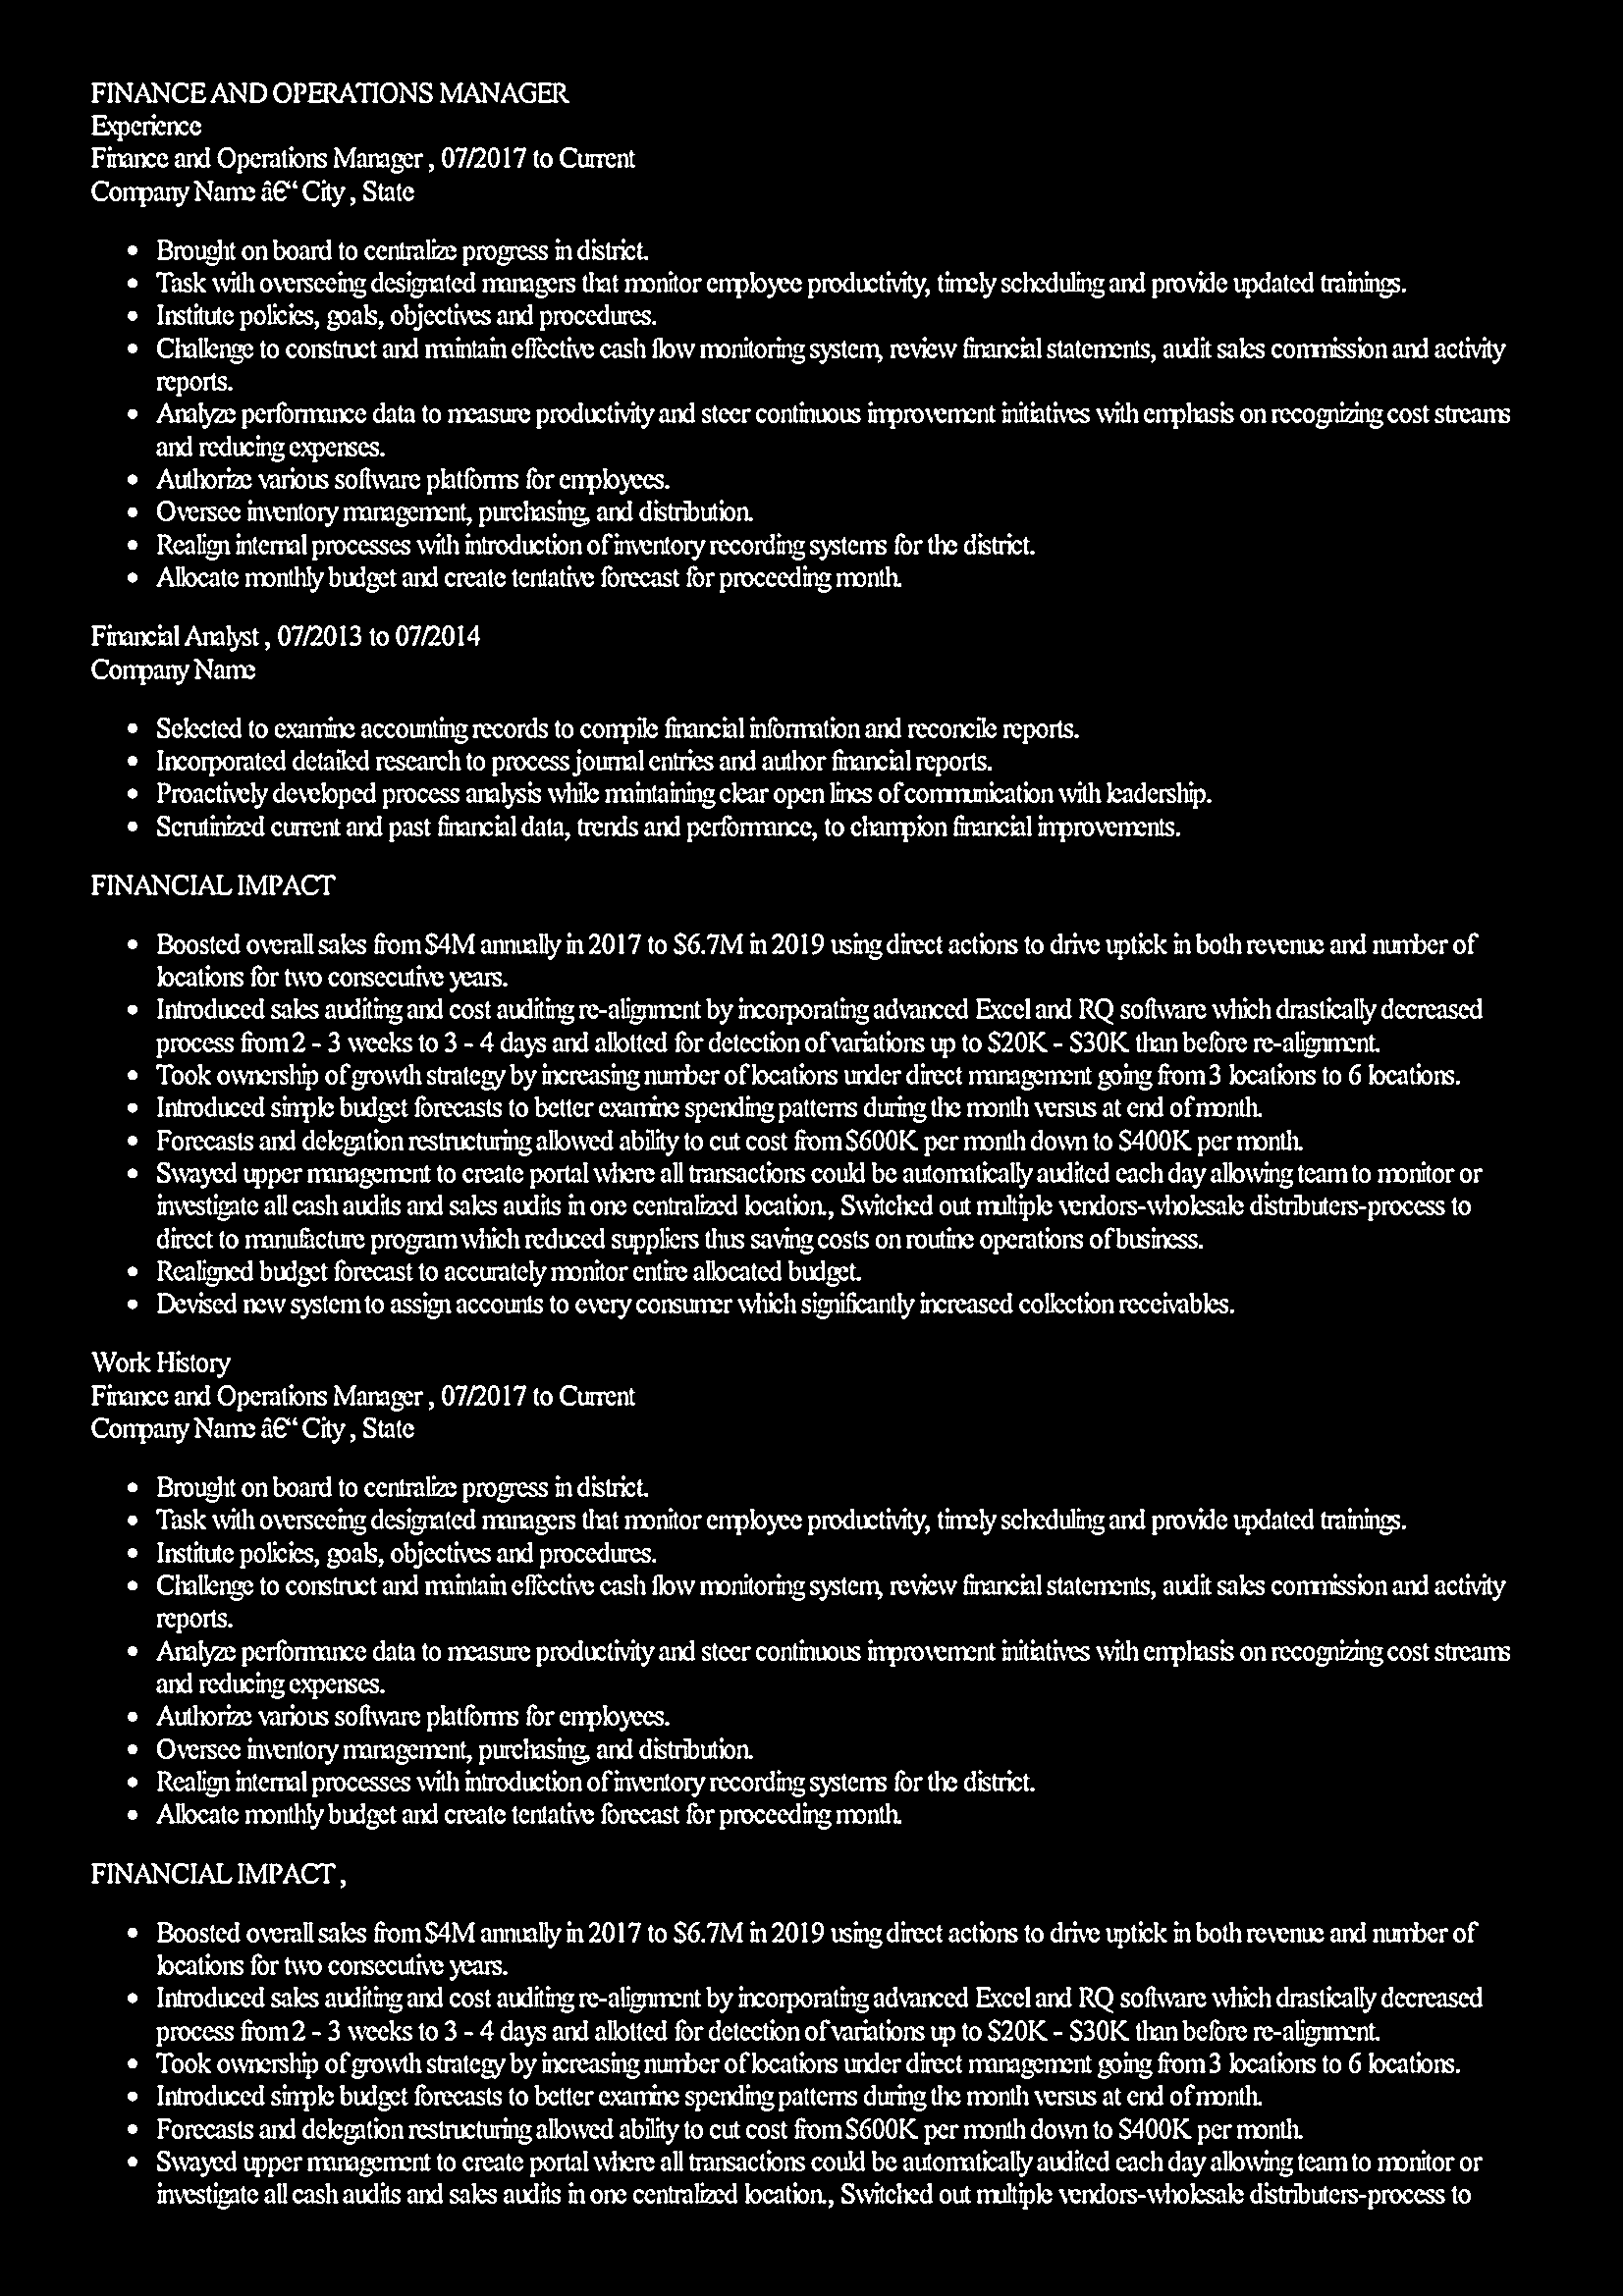 FINANCE AND OPERATIONS MANAGER
Experience
Finance and Operations Manager , 07/2017 to Current
Company Name â€“ City , State
• Brought on board to centralize progress in district.
• Task with overseeing designated managers that monitor employee productivity, timely scheduling and provide updated trainings.
• Institute policies, goals, objectives and procedures.
• Challenge to construct and maintain effective cash flow monitoring system, review financial statements, audit sales commission and activity
reports.
• Analyze performance data to measure productivity and steer continuous improvement initiatives with emphasis on recognizing cost streams
and reducing expenses.
• Authorize various software platforms for employees.
• Oversee inventory management, purchasing, and distribution.
• Realign internal processes with introduction of inventory recording systems for the district.
• Allocate monthly budget and create tentative forecast for proceeding month.
Financial Analyst , 07/2013 to 07/2014
Company Name
• Selected to examine accounting records to compile financial information and reconcile reports.
• Incorporated detailed research to process journal entries and author financial reports.
• Proactively developed process analysis while maintaining clear open lines of communication with leadership.
• Scrutinized current and past financial data, trends and performance, to champion financial improvements.
FINANCIAL IMPACT
• Boosted overall sales from $4M annually in 2017 to $6.7M in 2019 using direct actions to drive uptick in both revenue and number of
locations for two consecutive years.
• Introduced sales auditing and cost auditing re-alignment by incorporating advanced Excel and RQ software which drastically decreased
process from 2 - 3 weeks to 3 - 4 days and allotted for detection of variations up to $20K - $30K than before re-alignment.
• Took ownership of growth strategy by increasing number of locations under direct management going from 3 locations to 6 locations.
• Introduced simple budget forecasts to better examine spending patterns during the month versus at end of month.
• Forecasts and delegation restructuring allowed ability to cut cost from $600K per month down to $400K per month.
• Swayed upper management to create portal where all transactions could be automatically audited each day allowing team to monitor or
investigate all cash audits and sales audits in one centralized location., Switched out multiple vendors-wholesale distributers-process to
direct to manufacture program which reduced suppliers thus saving costs on routine operations of business.
• Realigned budget forecast to accurately monitor entire allocated budget.
• Devised new system to assign accounts to every consumer which significantly increased collection receivables.
Work History
Finance and Operations Manager , 07/2017 to Current
Company Name â€“ City , State
• Brought on board to centralize progress in district.
• Task with overseeing designated managers that monitor employee productivity, timely scheduling and provide updated trainings.
• Institute policies, goals, objectives and procedures.
• Challenge to construct and maintain effective cash flow monitoring system, review financial statements, audit sales commission and activity
reports.
• Analyze performance data to measure productivity and steer continuous improvement initiatives with emphasis on recognizing cost streams
and reducing expenses.
• Authorize various software platforms for employees.
• Oversee inventory management, purchasing, and distribution.
• Realign internal processes with introduction of inventory recording systems for the district.
• Allocate monthly budget and create tentative forecast for proceeding month.
FINANCIAL IMPACT ,
• Boosted overall sales from $4M annually in 2017 to $6.7M in 2019 using direct actions to drive uptick in both revenue and number of
locations for two consecutive years.
• Introduced sales auditing and cost auditing re-alignment by incorporating advanced Excel and RQ software which drastically decreased
process from 2 - 3 weeks to 3 - 4 days and allotted for detection of variations up to $20K - $30K than before re-alignment.
• Took ownership of growth strategy by increasing number of locations under direct management going from 3 locations to 6 locations.
• Introduced simple budget forecasts to better examine spending patterns during the month versus at end of month.
• Forecasts and delegation restructuring allowed ability to cut cost from $600K per month down to $400K per month.
• Swayed upper management to create portal where all transactions could be automatically audited each day allowing team to monitor or
investigate all cash audits and sales audits in one centralized location., Switched out multiple vendors-wholesale distributers-process to